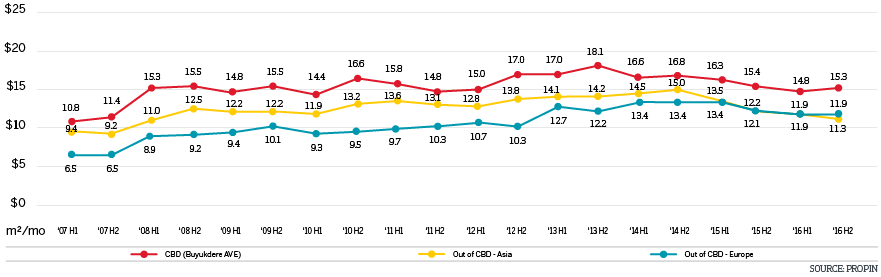 $25
$20
$15
$10
$5
$0
10.8 11.4 15.3 15.5 14.8 15.5 14.4 16.6 15.8 14.8 15.0 17.0 17.0 18.1 16.6 16.8 16.3 15.4 14.8 15.3
9.4 9.2 11.0 12.5 12.2 12.2 11.9 13.2 13.6 13.1 12.8 13.8 14.1 14.2 14.5 15.0 13.5 12.2 11.9 11.9
6.5 6.5 8.9 9.2 9.4 10.1 9.3 9.5 9.7 10.3 10.7 10.3 12.7 12.2 13.4 13.4 13.4 12.1 11.9 11.3
m²/mo '07 H1 '07 H2 '08 H1 '08 H2 '09 H1 '09 H2 '10 H1 '10 H2 '11 H1 '11 H2 '12 H1 '12 H2 '13 H1 '13 H2 '14 H1 '14 H2 '15 H1 '15 H2 '16 H1 '16 H2
CBD (Buyukdere AVE) Out of CBD - Asia Out of CBD - Europe
SOURCE: PROPIN